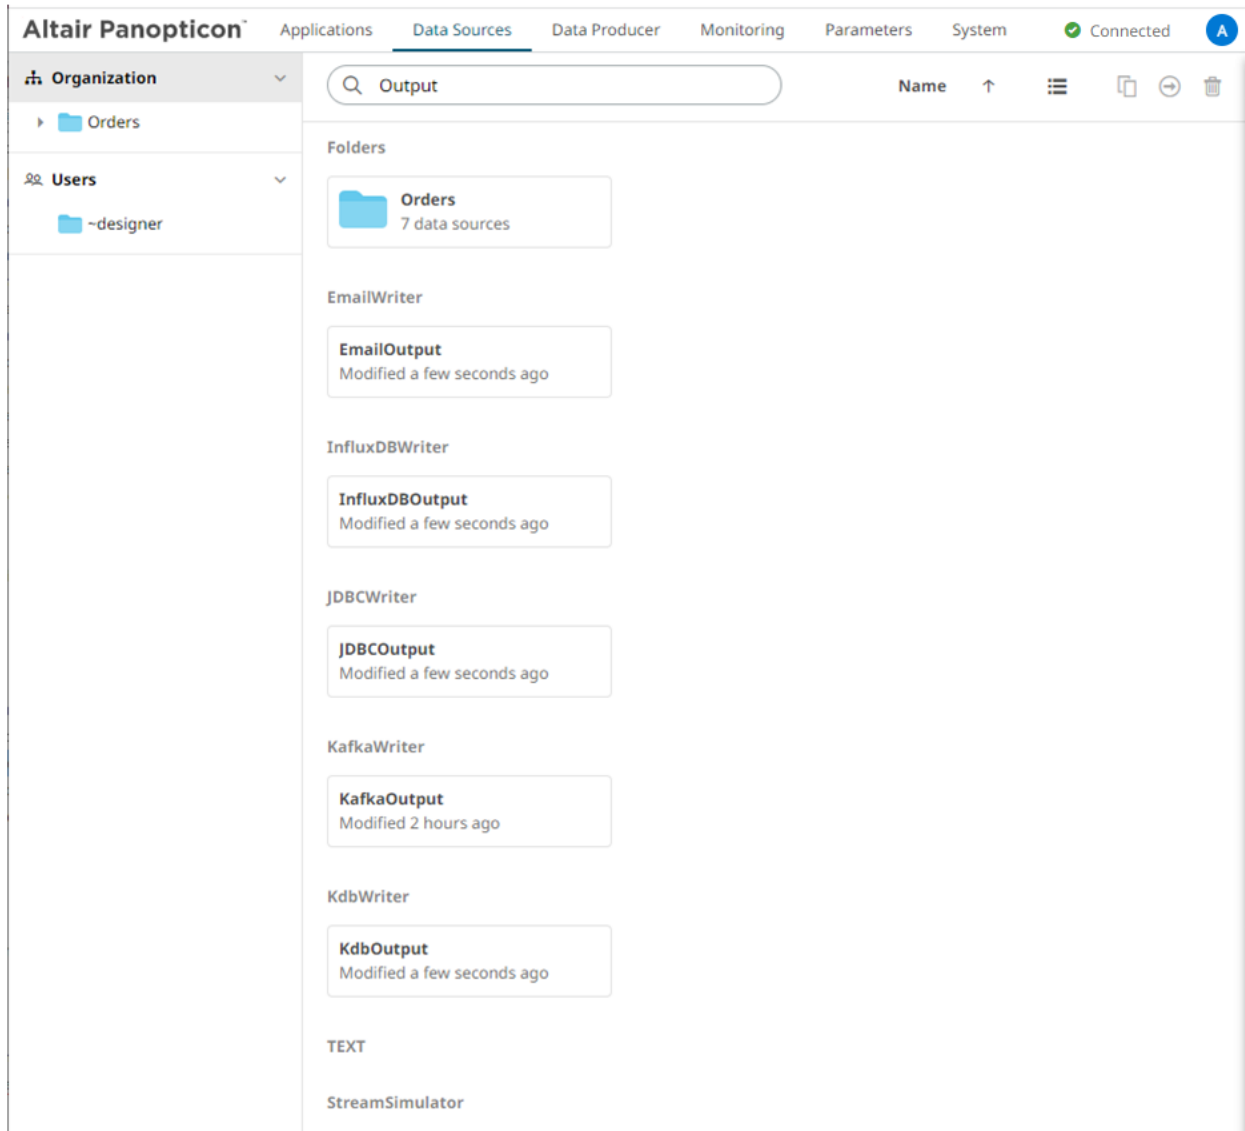 Altair Panopticon™ Applications Data Sources Data Producer Monitoring Parameters System Connected A
Organization
Orders
Users
~designer
Output Name
Folders
Orders
7 data sources
EmailWriter
EmailOutput
Modified a few seconds ago
InfluxDBWriter
InfluxDBOutput
Modified a few seconds ago
JDBCWriter
JDBCOutput
Modified a few seconds ago
KafkaWriter
KafkaOutput
Modified 2 hours ago
KdbWriter
KdbOutput
Modified a few seconds ago
TEXT
StreamSimulator